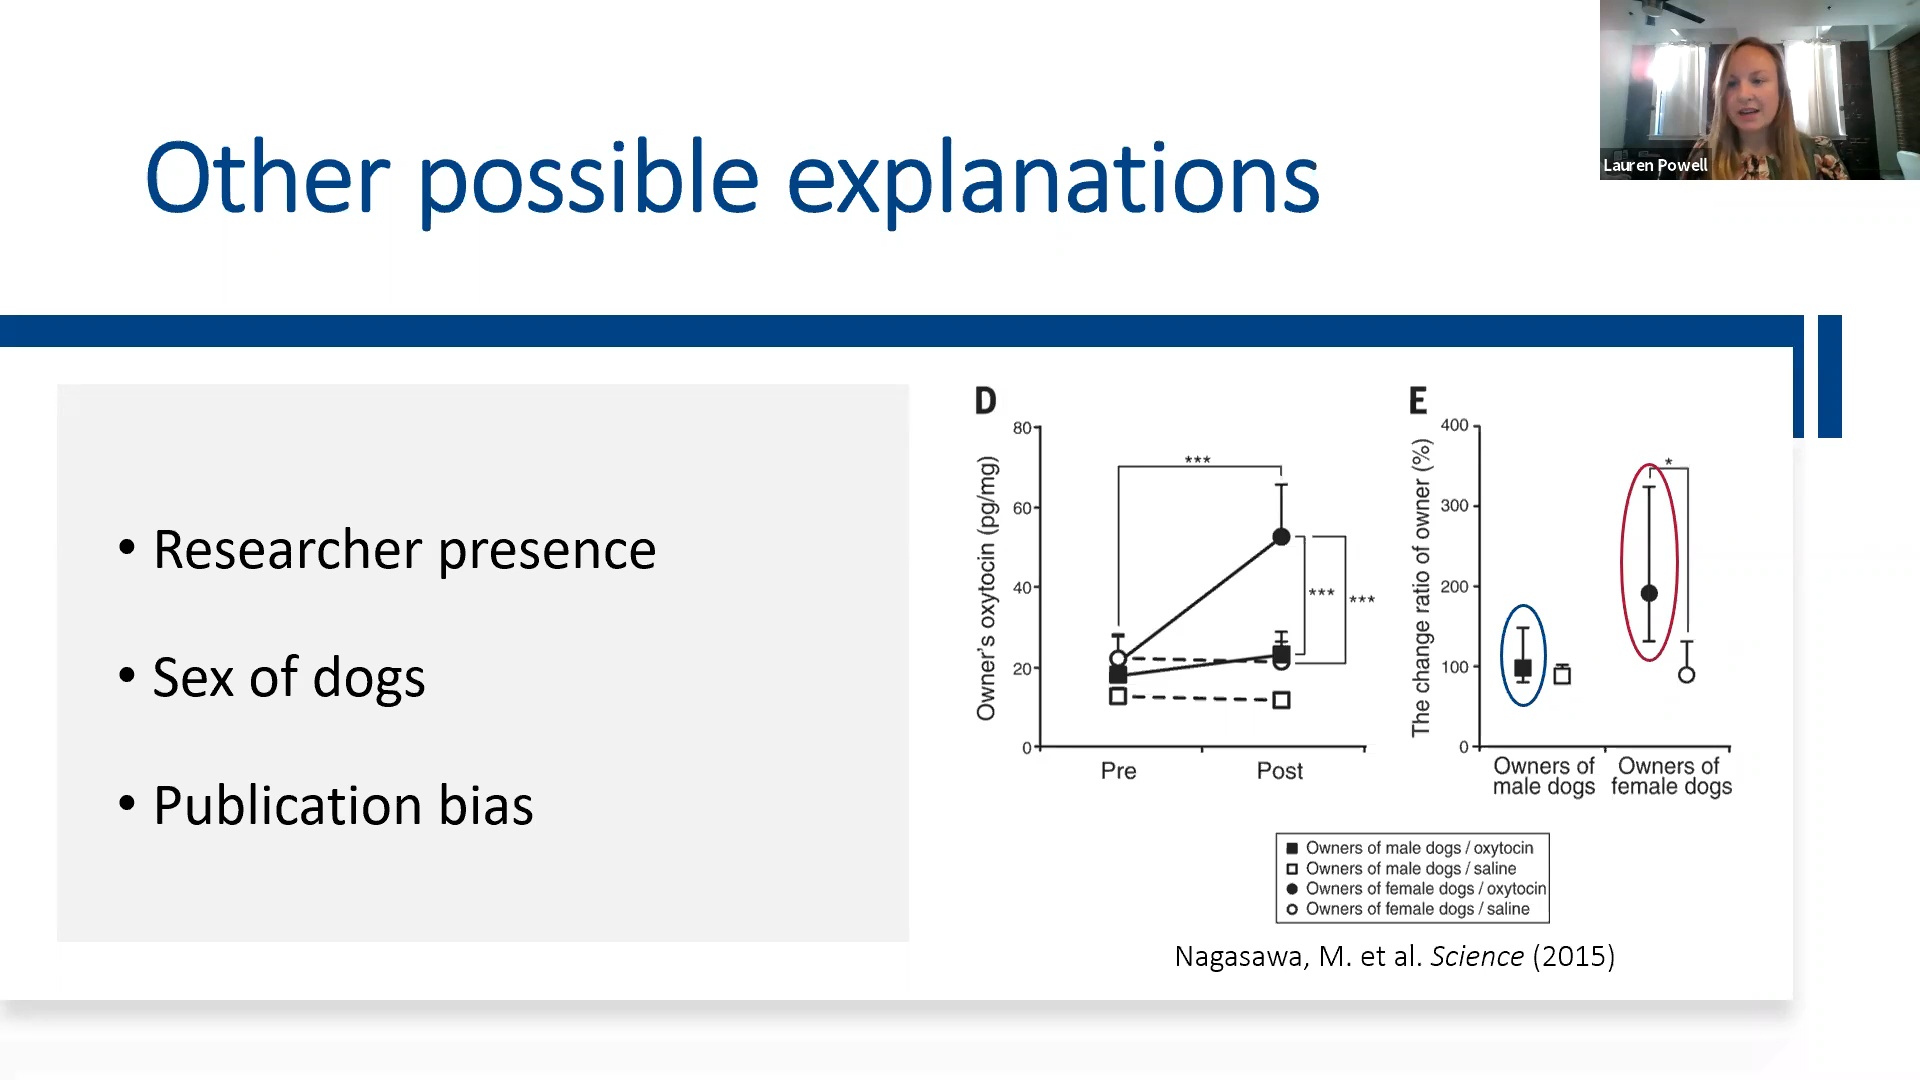 Lauren Powell
Other possible explanations
• Researcher presence
• Sex of dogs
• Publication bias
D
Owner's oxytocin (pg/mg)
80
60
40
20
0
***
***
***
Pre
Post
E
The change ratio of owner (%)
400
300
200
100
0
*
Owners of
male dogs
Owners of
female dogs
Owners of male dogs / oxytocin
Owners of male dogs / saline
Owners of female dogs / oxytocin
Owners of female dogs / saline
Nagasawa, M. et al. Science (2015)